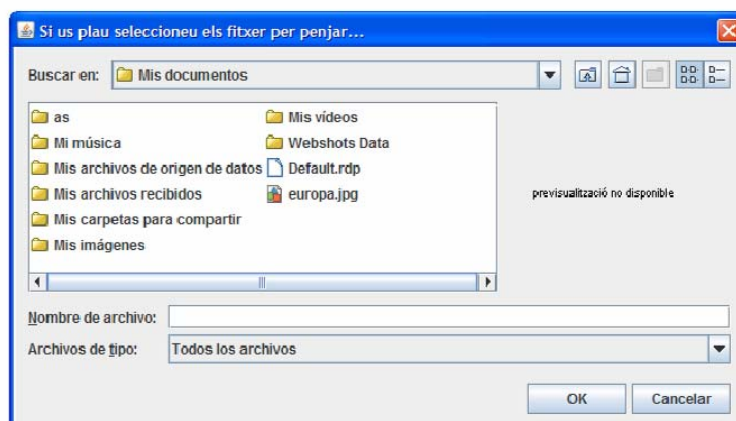 Si us plau seleccioneu els fitxer per penjar...
Buscar en: Mis documentos
as
Mi música
Mis archivos de origen de datos
Mis archivos recibidos
Mis carpetas para compartir
Mis imágenes
Mis vídeos
Webshots Data
Default.rdp
europa.jpg
previsualització no disponible
Nombre de archivo:
Archivos de tipo: Todos los archivos
OK Cancelar